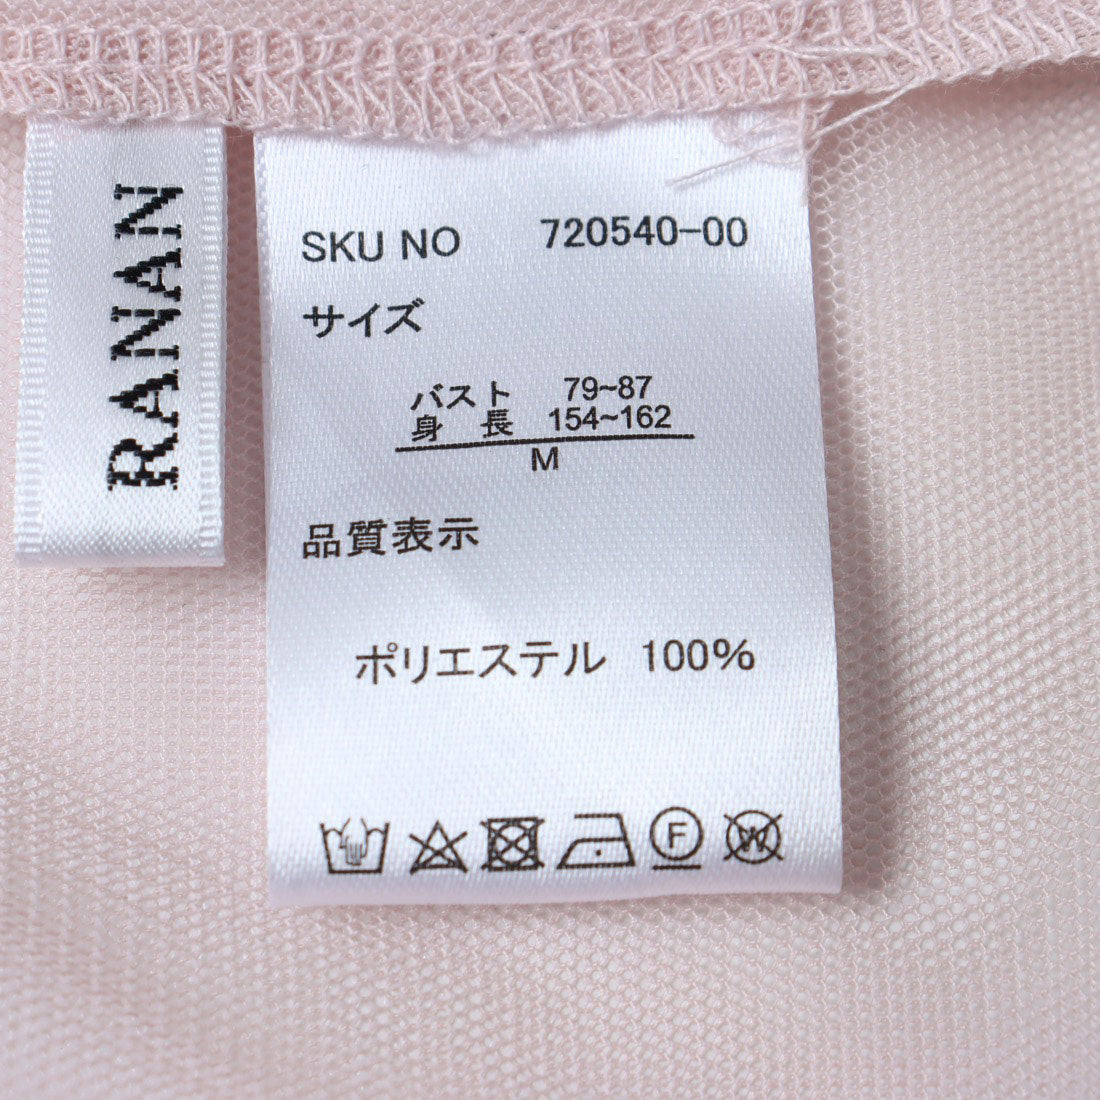 RANAN
SKU NO 720540-00
サイズ
バスト 79~87
身長 154~162
M
品質表示
ポリエステル 100%
F
W